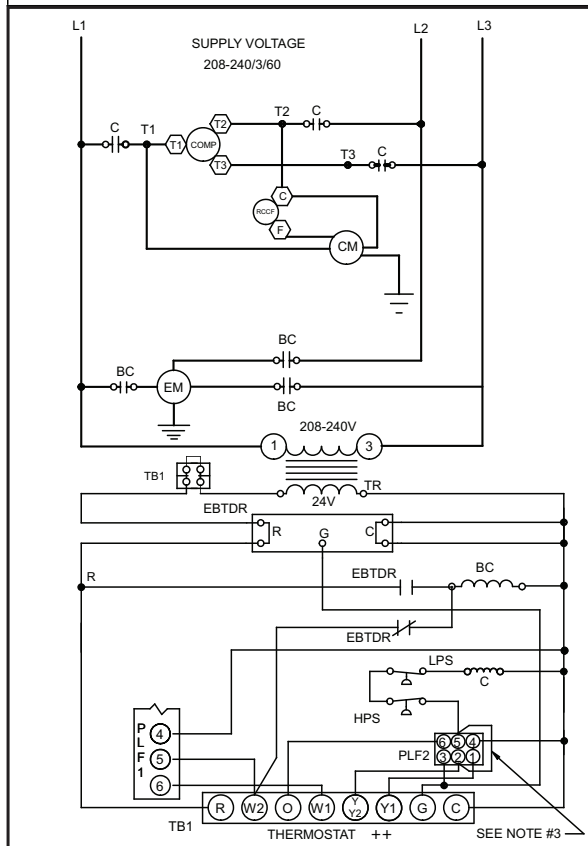 L1 L2 L3
SUPPLY VOLTAGE
208-240/3/60
C T1 T1 COMP T2 T2 C
T3 T3 C
C
RCCF
F
CM
BC
BC EM
BC
208-240V
1 3
TB1 TR
24V
EBTDR
R G C
R EBTDR BC
EBTDR
LPS
C
HPS
PLF1 4 5 6
6 5 4
PLF2 3 2 1
R W2 O W1 Y Y2 Y1 G C
TB1 THERMOSTAT ++ SEE NOTE #3